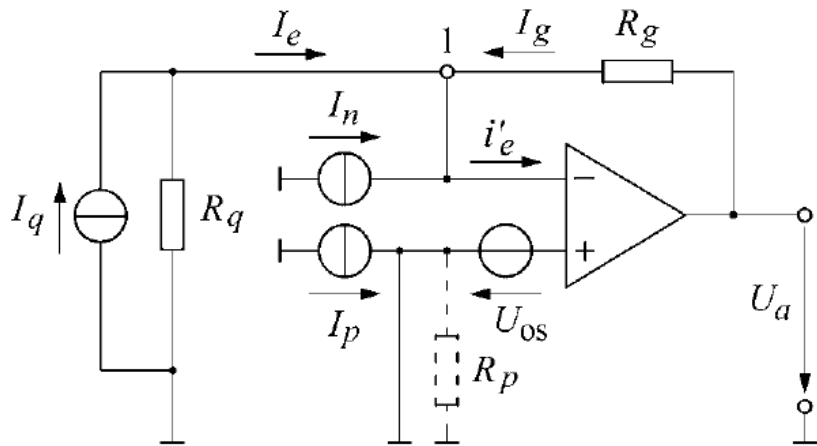 I_e 1 I_g R_g
I_n i'_e
−
I_q R_q
+
I_p U_os U_a
R_p